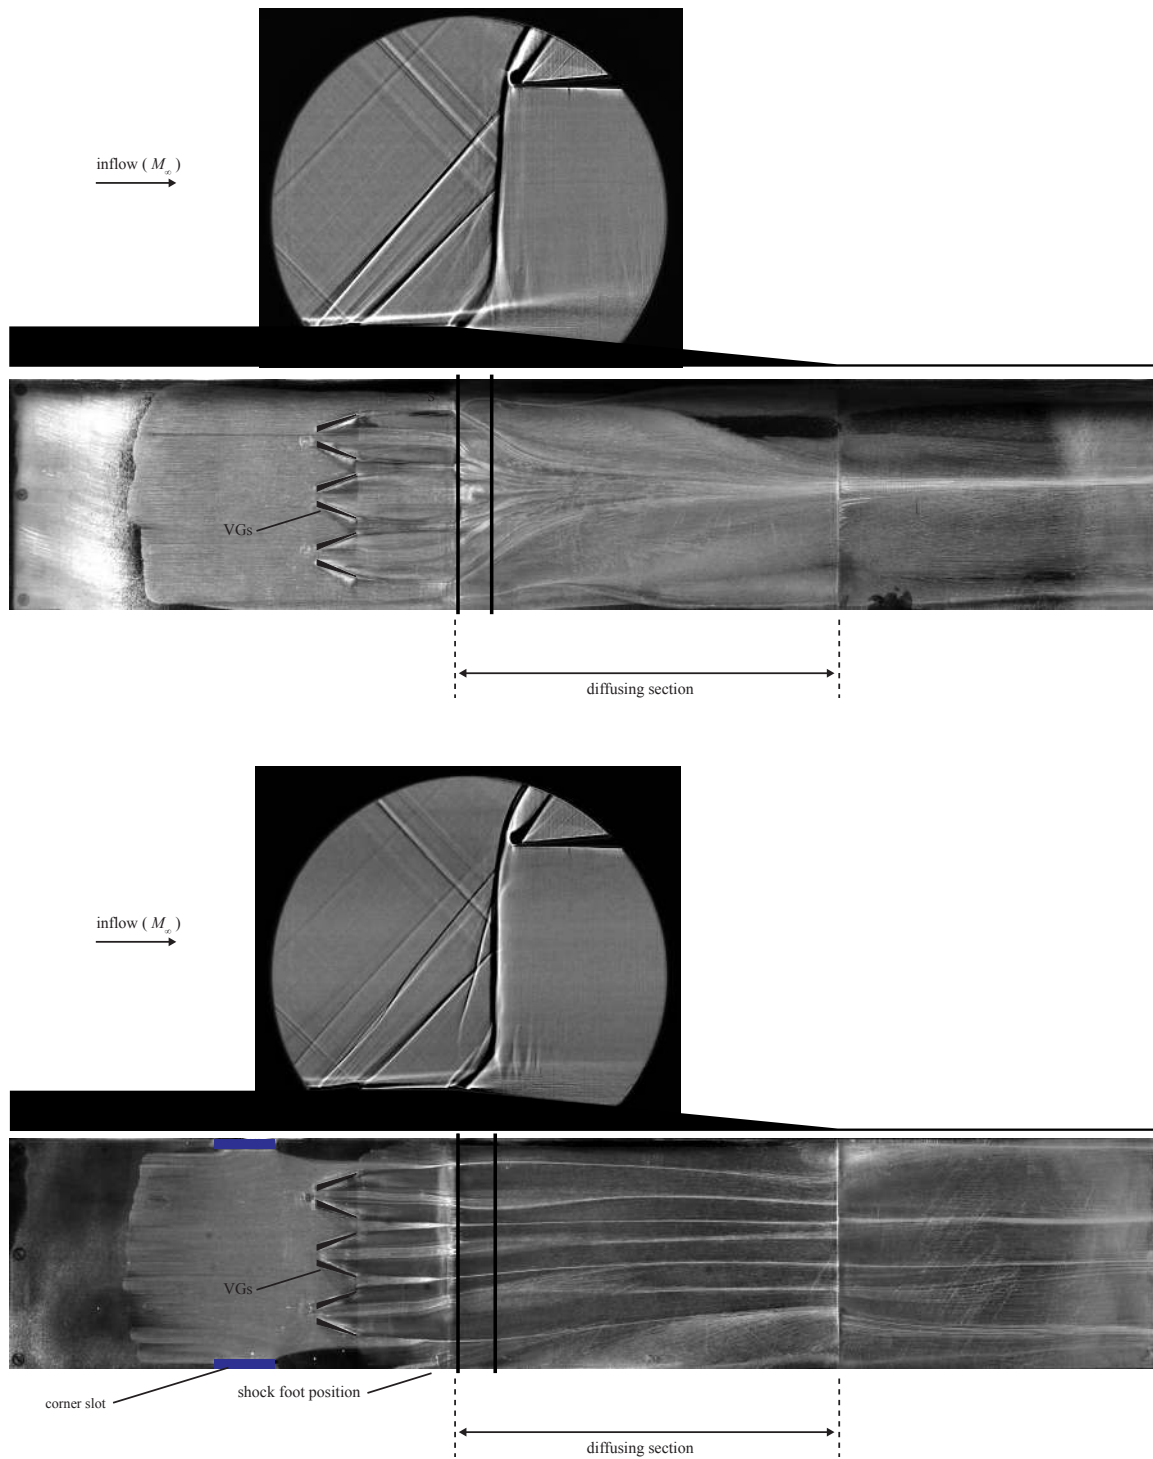 inflow ( M∞ )
VGs
diffusing section
inflow ( M∞ )
VGs
shock foot position
corner slot
diffusing section